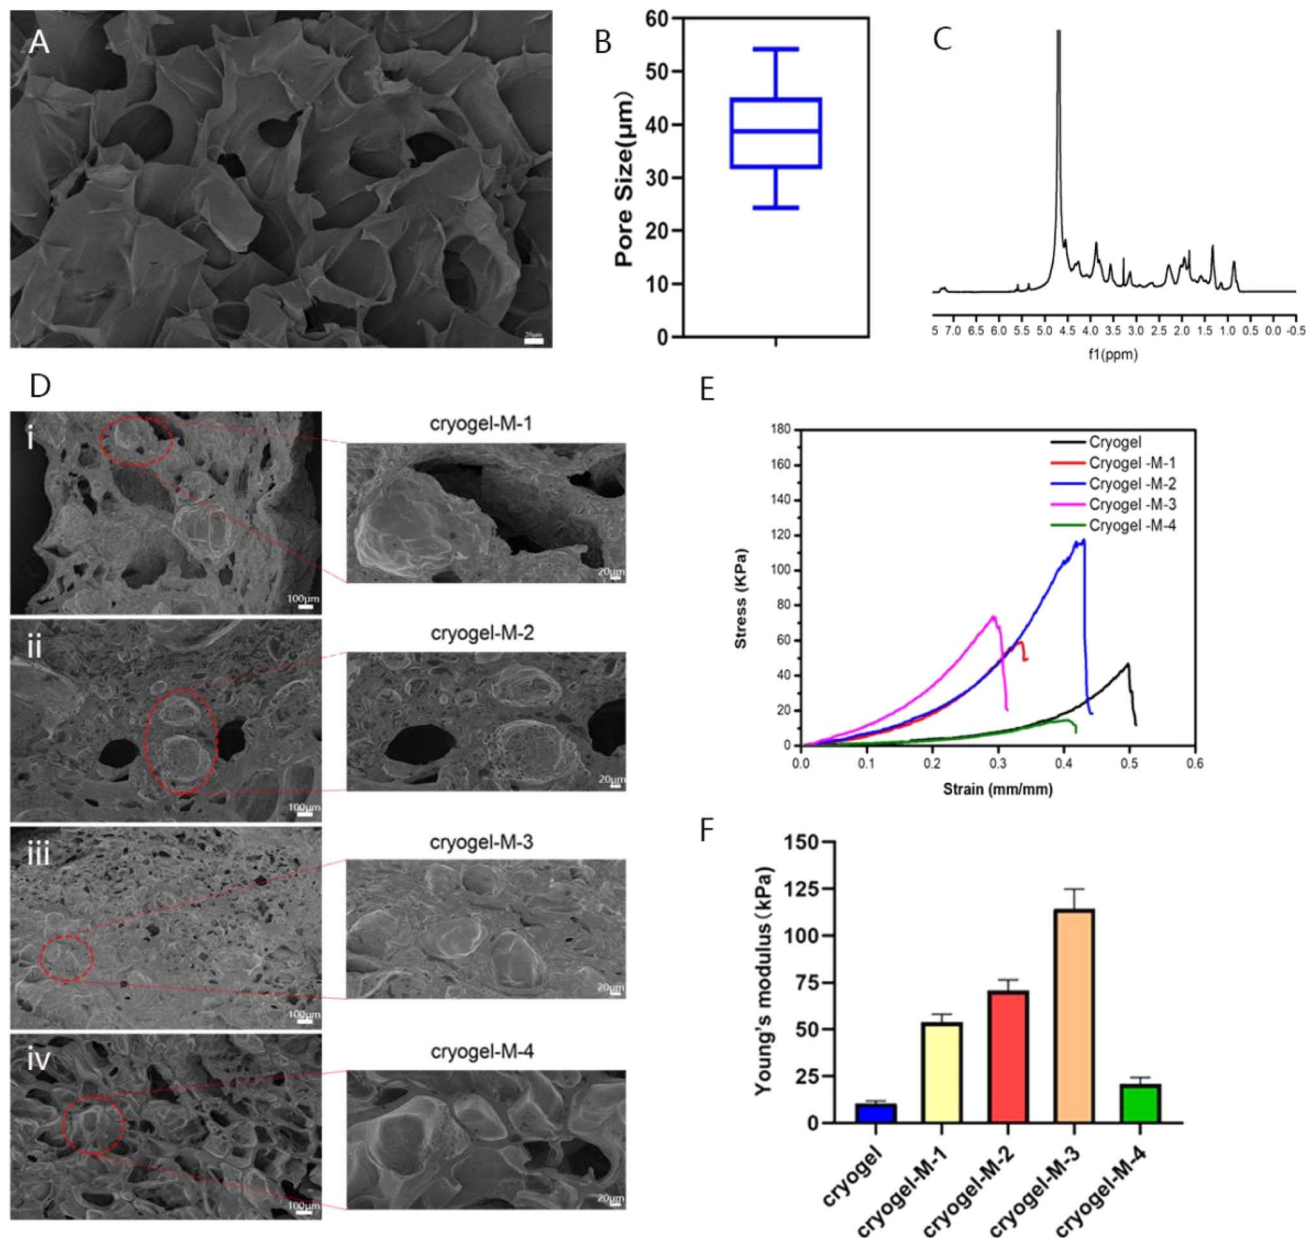 A
20μm
B
Pore Size(μm)
60
50
40
30
20
10
0
C
5 7.0 6.5 6.0 5.5 5.0 4.5 4.0 3.5 3.0 2.5 2.0 1.5 1.0 0.5 0.0 -0.5
f1(ppm)
D
i
100μm
cryogel-M-1
20μm
ii
100μm
cryogel-M-2
20μm
iii
100μm
cryogel-M-3
20μm
iv
100μm
cryogel-M-4
20μm
E
Stress (KPa)
180
160
140
120
100
80
60
40
20
0
0.0 0.1 0.2 0.3 0.4 0.5 0.6
Strain (mm/mm)
Cryogel
Cryogel -M-1
Cryogel -M-2
Cryogel -M-3
Cryogel -M-4
F
Young's modulus(kPa)
150
125
100
75
50
25
0
cryogel
cryogel-M-1
cryogel-M-2
cryogel-M-3
cryogel-M-4